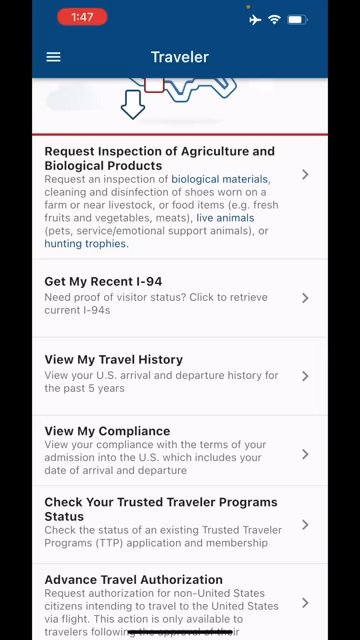 1:47
Traveler
Request Inspection of Agriculture and
Biological Products
Request an inspection of biological materials,
cleaning and disinfection of shoes worn on a
farm or near livestock, or food items (e.g. fresh
fruits and vegetables, meats), live animals
(pets, service/emotional support animals), or
hunting trophies.
Get My Recent I-94
Need proof of visitor status? Click to retrieve
current I-94s
View My Travel History
View your U.S. arrival and departure history for
the past 5 years
View My Compliance
View your compliance with the terms of your
admission into the U.S. which includes your
date of arrival and departure
Check Your Trusted Traveler Programs
Status
Check the status of an existing Trusted Traveler
Programs (TTP) application and membership
Advance Travel Authorization
Request authorization for non-United States
citizens intending to travel to the United States
via flight. This action is only available to
travelers following the approval of their